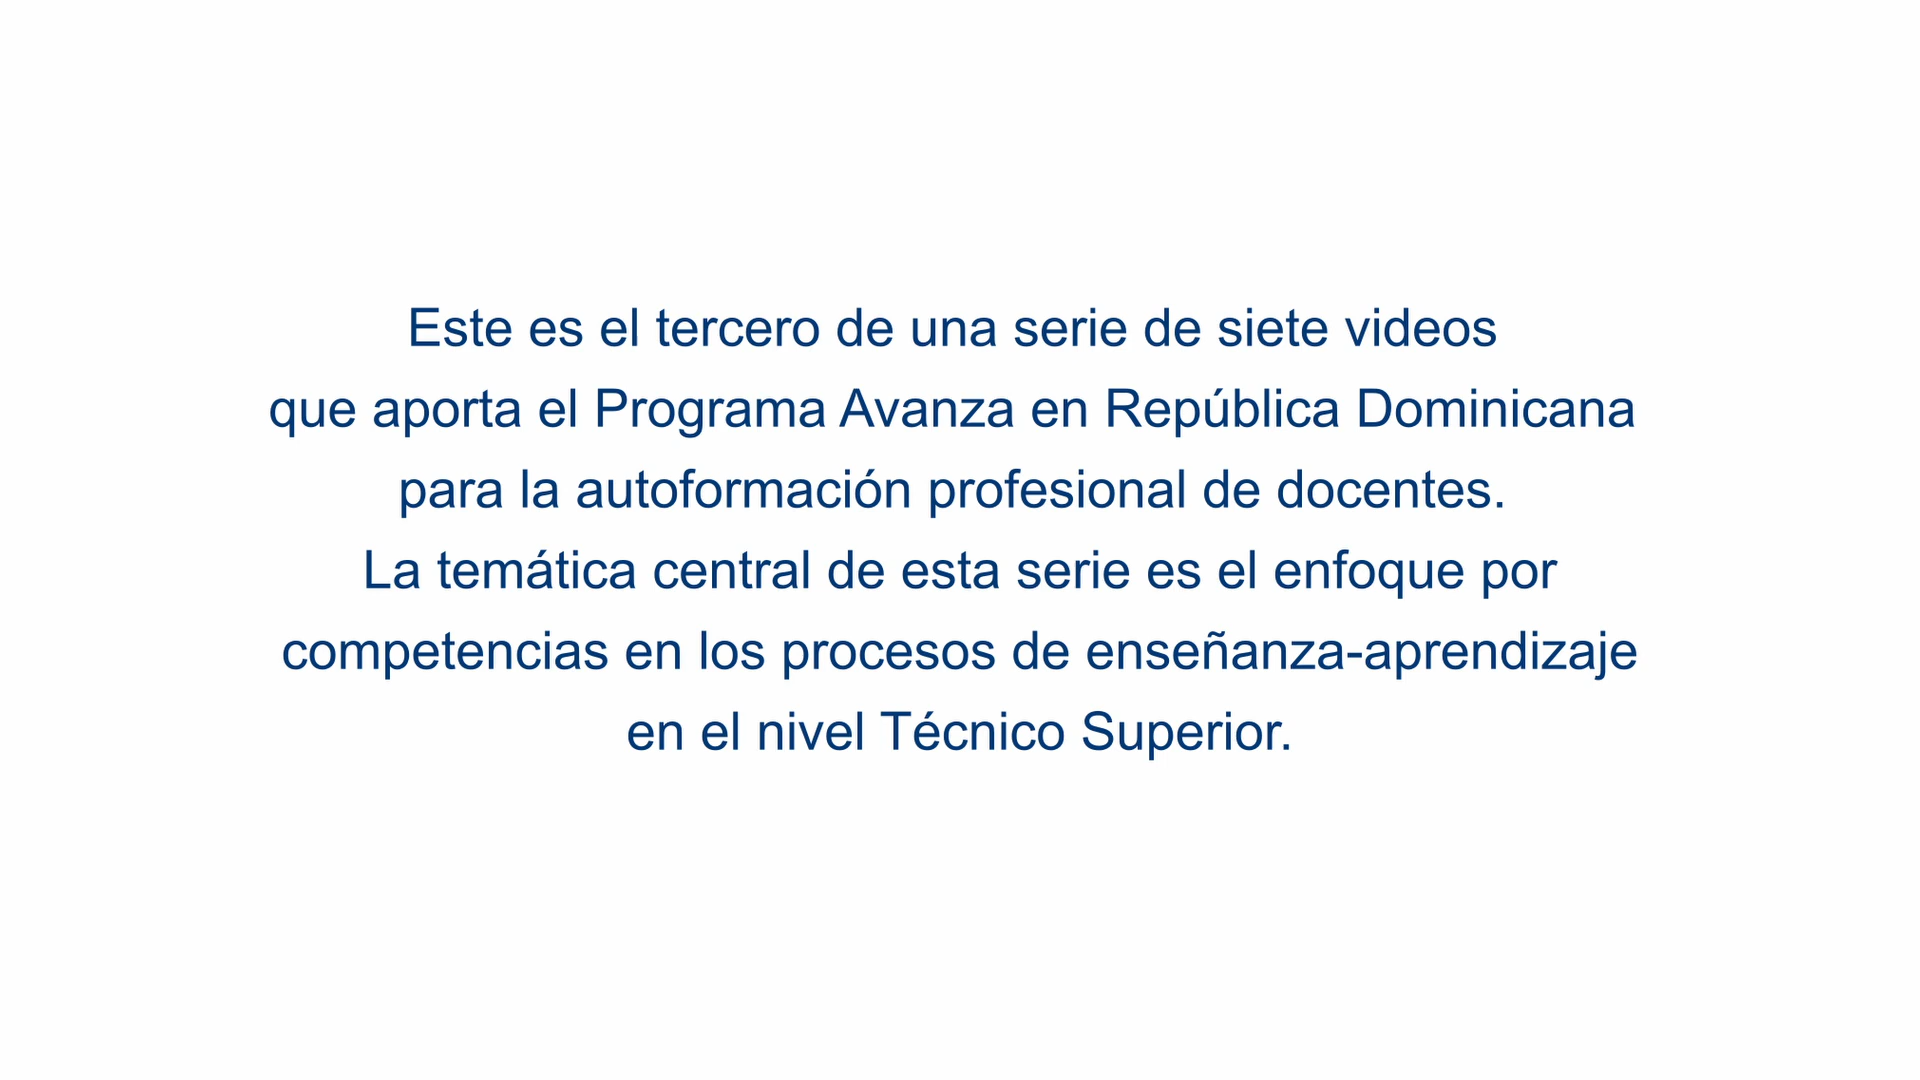 Este es el tercero de una serie de siete videos
que aporta el Programa Avanza en República Dominicana
para la autoformación profesional de docentes.
La temática central de esta serie es el enfoque por
competencias en los procesos de enseñanza-aprendizaje
en el nivel Técnico Superior.